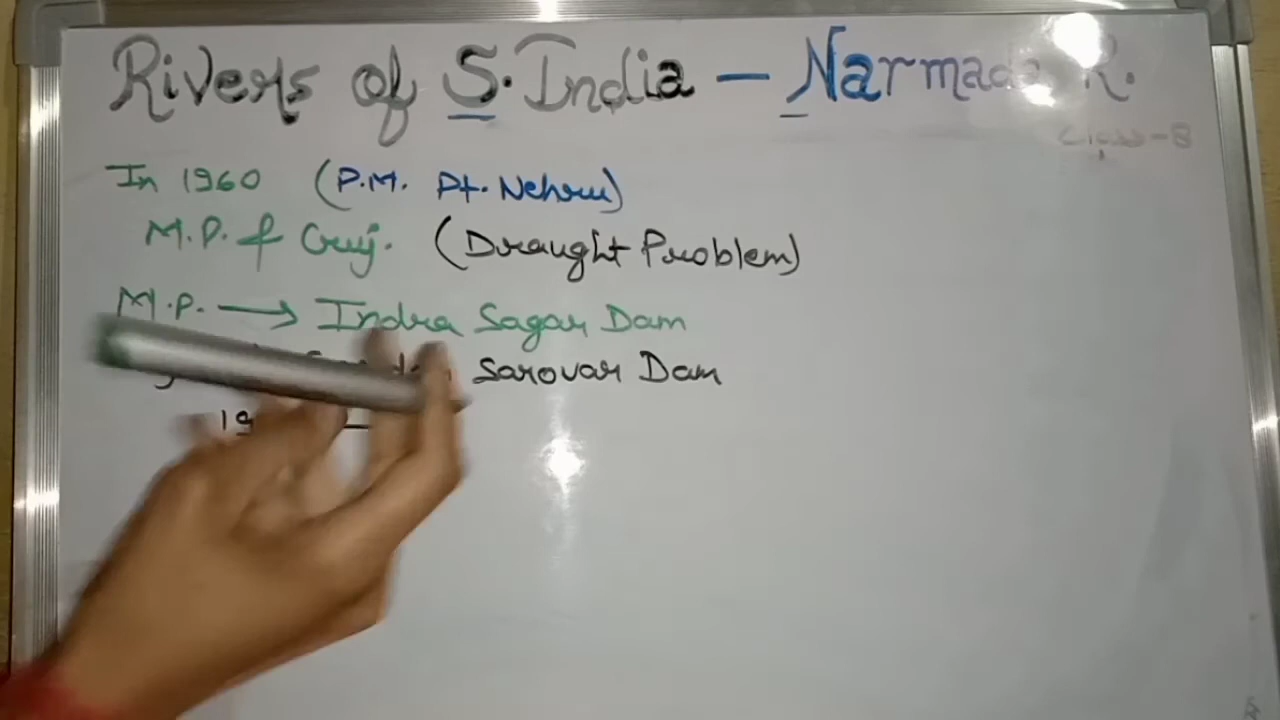 Rivers of S. India – Narmada R.
Class-8
In 1960 (P.M. Pt. Nehru)
M.P. & Guj. (Draught Problem)
M.P. → Indra Sagar Dam
Sarovar Dam